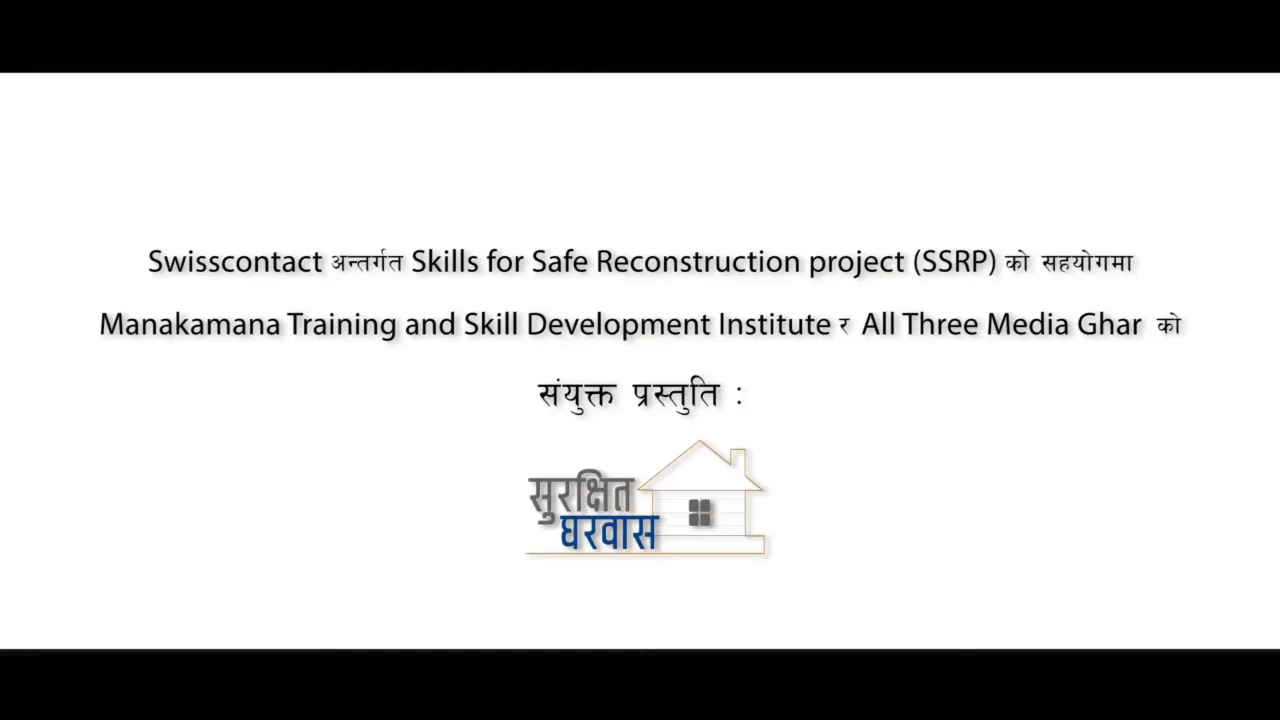 Swisscontact अन्तर्गत Skills for Safe Reconstruction project (SSRP) को सहयोगमा
Manakamana Training and Skill Development Institute र All Three Media Ghar को
संयुक्त प्रस्तुति :
सुरक्षित
घरवास